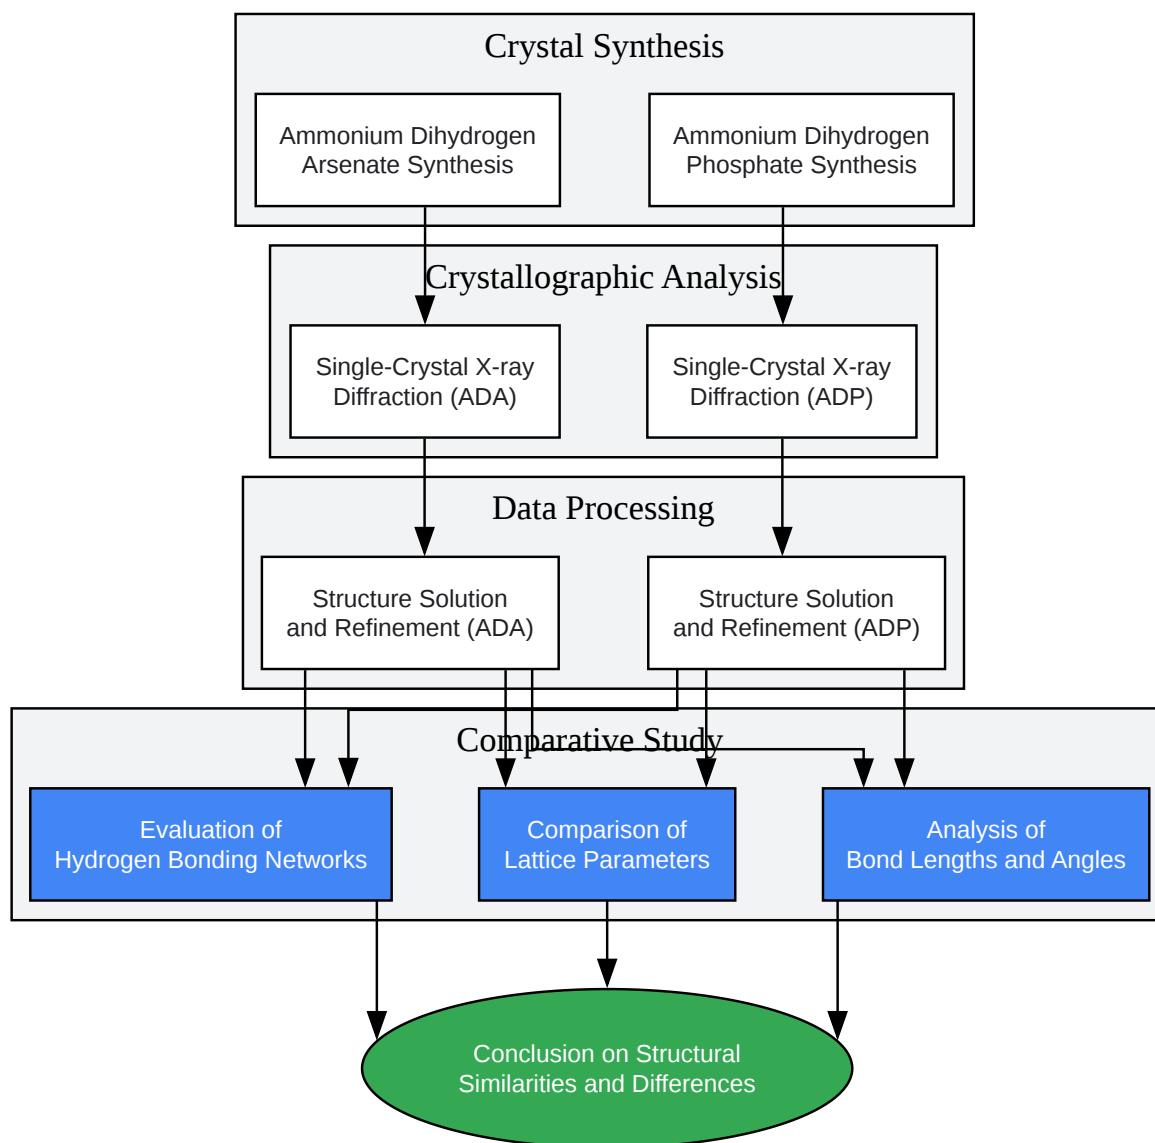 Crystal Synthesis
Ammonium Dihydrogen
Arsenate Synthesis
Ammonium Dihydrogen
Phosphate Synthesis
Crystallographic Analysis
Single-Crystal X-ray
Diffraction (ADA)
Single-Crystal X-ray
Diffraction (ADP)
Data Processing
Structure Solution
and Refinement (ADA)
Structure Solution
and Refinement (ADP)
Comparative Study
Evaluation of
Hydrogen Bonding Networks
Comparison of
Lattice Parameters
Analysis of
Bond Lengths and Angles
Conclusion on Structural
Similarities and Differences